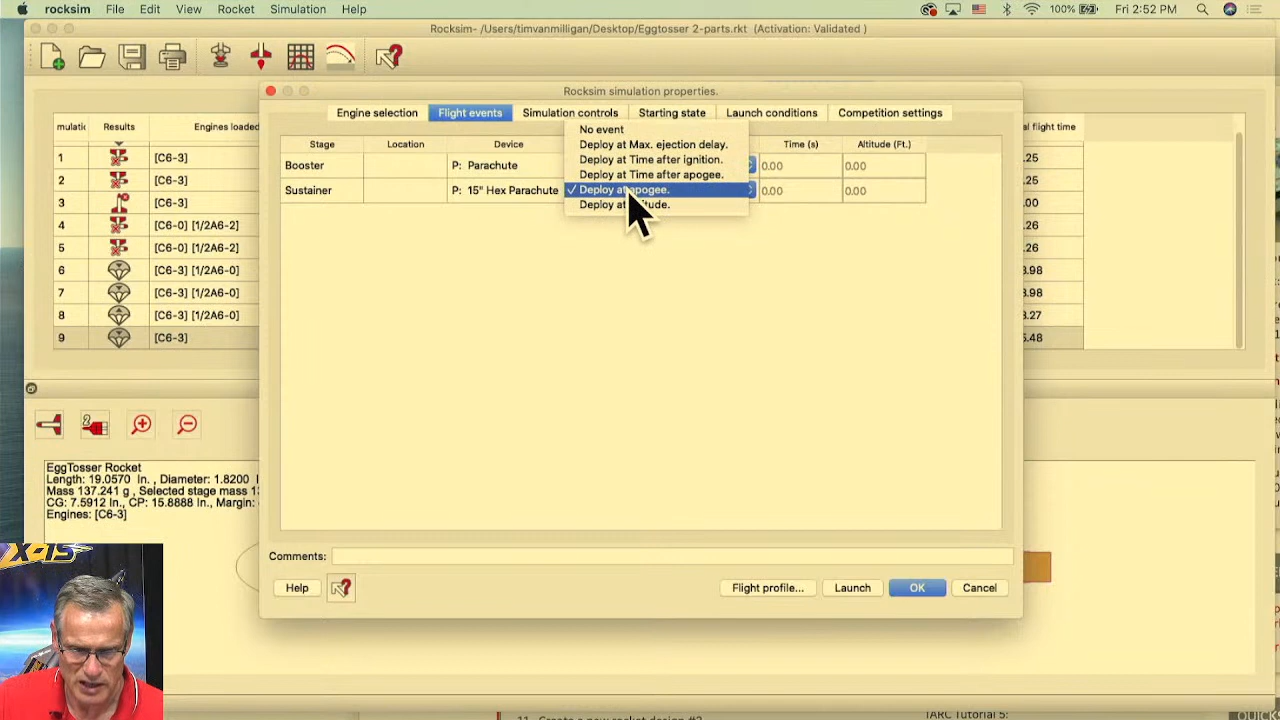 rocksim File Edit View Rocket Simulation Help 100% Fri 2:52 PM
Rocksim- /Users/timvanmilligan/Desktop/Eggtosser 2-parts.rkt (Activation: Validated )
Rocksim simulation properties.
Engine selection Flight events Simulation controls Starting state Launch conditions Competition settings
mulatic Results Engines loaded al flight time
No event
Deploy at Max. ejection delay.
Deploy at Time after ignition.
Deploy at Time after apogee.
✓ Deploy at apogee.
Deploy at
Stage Location Device Time (s) Altitude (Ft.)
Booster P: Parachute 0.00 0.00
Sustainer P: 15" Hex Parachute 0.00 0.00
1 [C6-3] .25
2 [C6-3] .25
3 [C6-3] .00
4 [C6-0] [1/2A6-2] .26
5 [C6-0] [1/2A6-2] .26
6 [C6-3] [1/2A6-0] .98
7 [C6-3] [1/2A6-0] .98
8 [C6-3] [1/2A6-0] .27
9 [C6-3] .48
EggTosser Rocket
Length: 19.0570 In. , Diameter: 1.8200
Mass 137.241 g , Selected stage mass
CG: 7.5912 In., CP: 15.8888 In., Margin:
Engines: [C6-3]
Comments:
Help Flight profile... Launch OK Cancel
11. Create a new rocket design #2
TARC Tutorial 5: